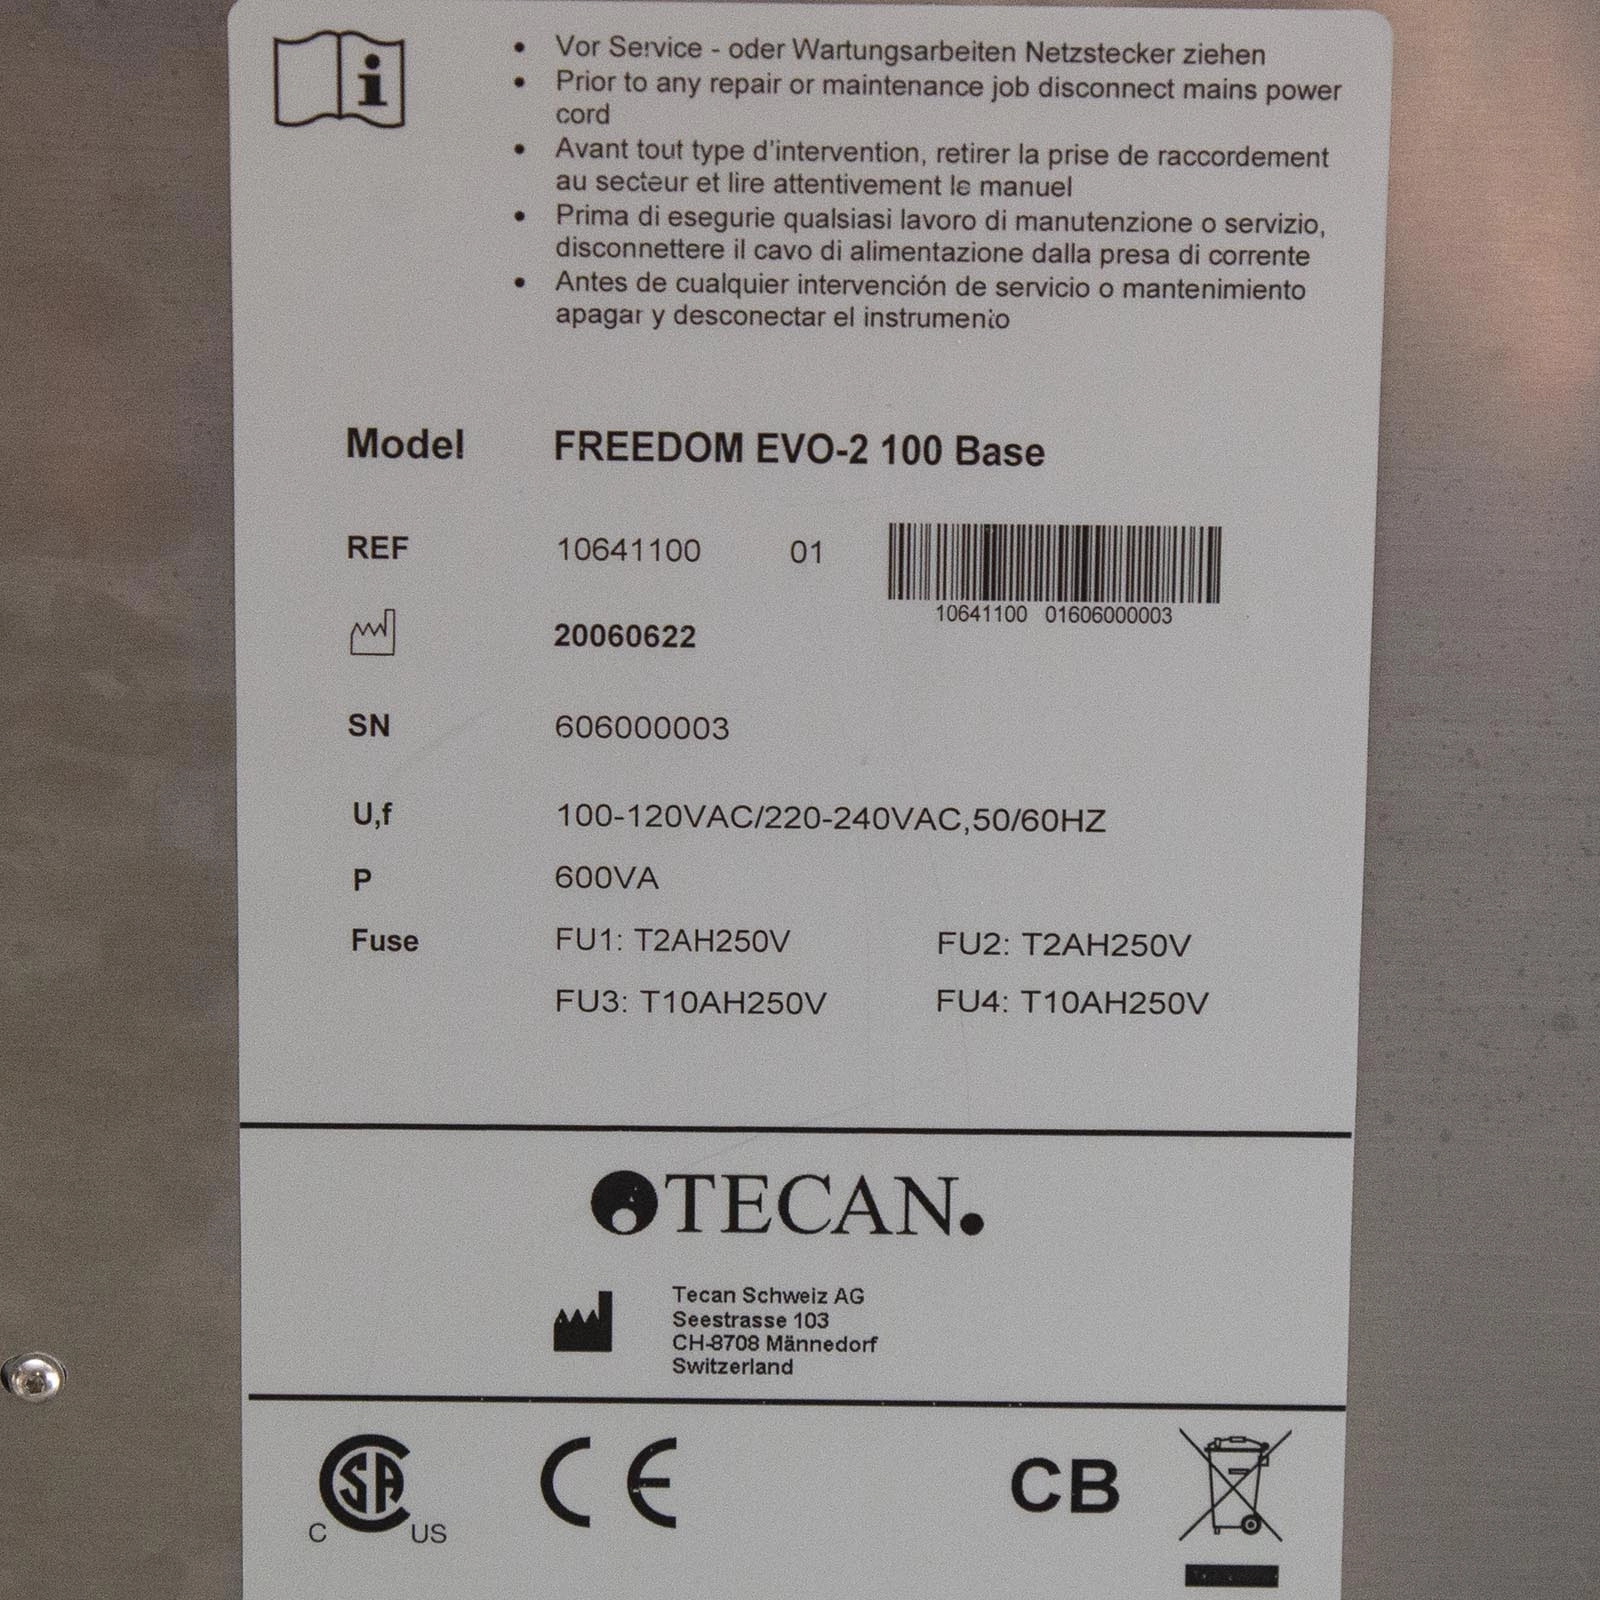 • Vor Service - oder Wartungsarbeiten Netzstecker ziehen
• Prior to any repair or maintenance job disconnect mains power
cord
• Avant tout type d'intervention, retirer la prise de raccordement
au secteur et lire attentivement le manuel
• Prima di esegurie qualsiasi lavoro di manutenzione o servizio,
disconnettere il cavo di alimentazione dalla presa di corrente
• Antes de cualquier intervención de servicio o mantenimiento
apagar y desconectar el instrumento
Model FREEDOM EVO-2 100 Base
REF 10641100 01
10641100 01606000003
20060622
SN 606000003
U,f 100-120VAC/220-240VAC,50/60HZ
P 600VA
Fuse FU1: T2AH250V FU2: T2AH250V
FU3: T10AH250V FU4: T10AH250V
TECAN.
Tecan Schweiz AG
Seestrasse 103
CH-8708 Männedorf
Switzerland
C SA US CE CB